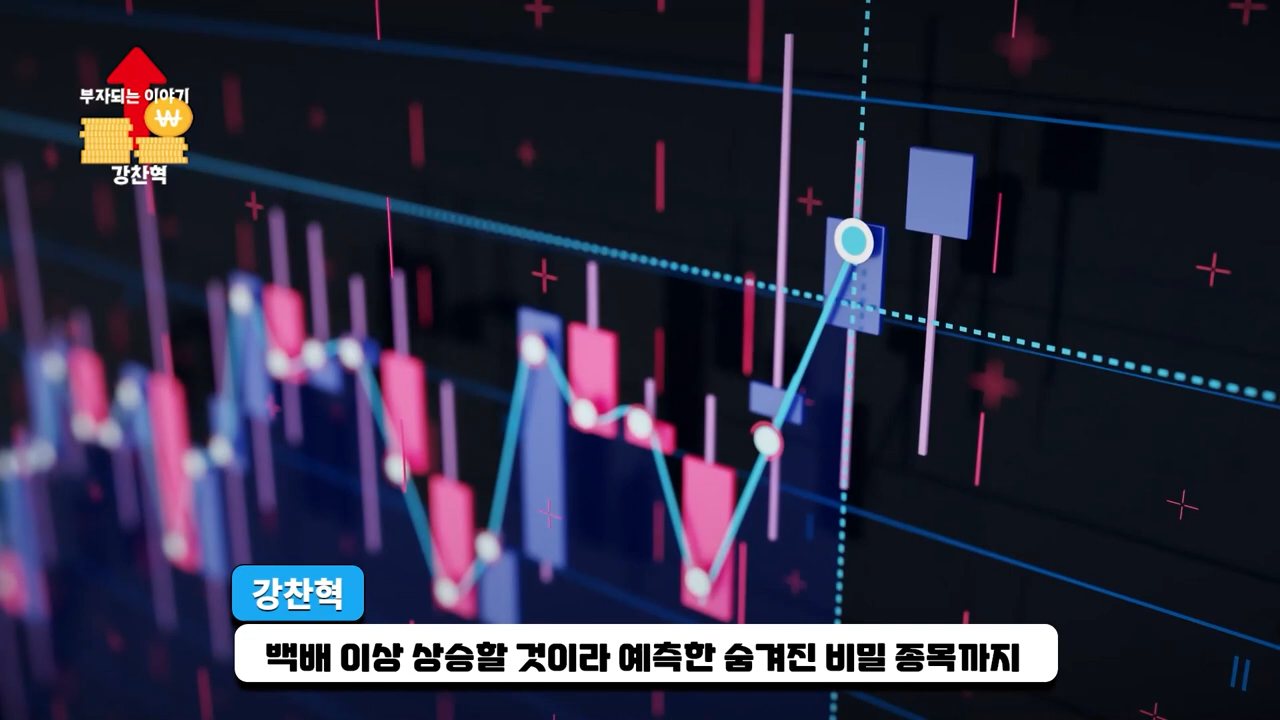 부자되는 이야기
₩
강찬혁
강찬혁
백배 이상 상승할 것이라 예측한 숨겨진 비밀 종목까지